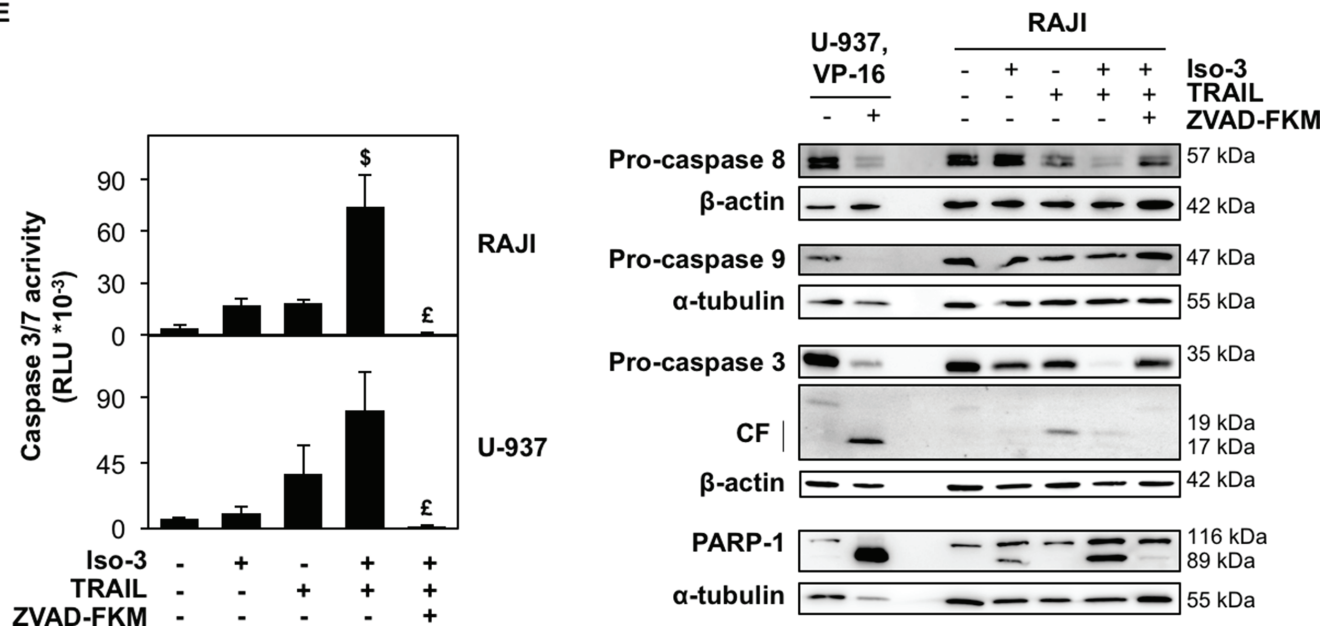 E
Caspase 3/7 acrivity
(RLU *10-3)
90
60
30
0
$
£
RAJI
90
45
0
£
U-937
Iso-3 - + - + +
TRAIL - - + + +
ZVAD-FKM - - - - +
U-937,
VP-16
- +
RAJI
- + - + + Iso-3
- - + + + TRAIL
- - - - + ZVAD-FKM
Pro-caspase 8 57 kDa
β-actin 42 kDa
Pro-caspase 9 47 kDa
α-tubulin 55 kDa
Pro-caspase 3 35 kDa
CF | 19 kDa
17 kDa
β-actin 42 kDa
PARP-1 116 kDa
89 kDa
α-tubulin 55 kDa